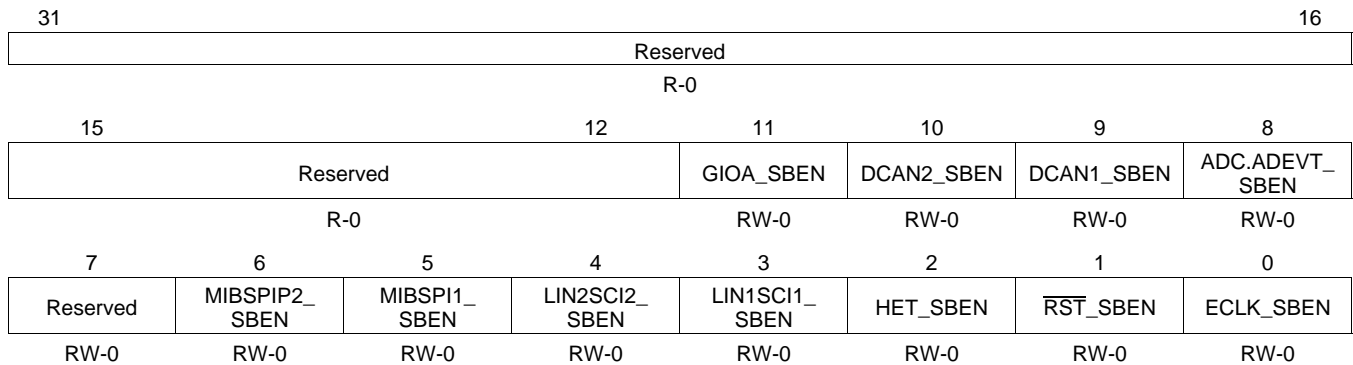 31 16
Reserved
R-0
15 12 11 10 9 8
Reserved GIOA_SBEN DCAN2_SBEN DCAN1_SBEN ADC.ADEVT_
SBEN
R-0 RW-0 RW-0 RW-0 RW-0
7 6 5 4 3 2 1 0
Reserved MIBSPIP2_ MIBSPI1_ LIN2SCI2_ LIN1SCI1_ HET_SBEN R̅S̅T̅_SBEN ECLK_SBEN
SBEN SBEN SBEN SBEN
RW-0 RW-0 RW-0 RW-0 RW-0 RW-0 RW-0 RW-0